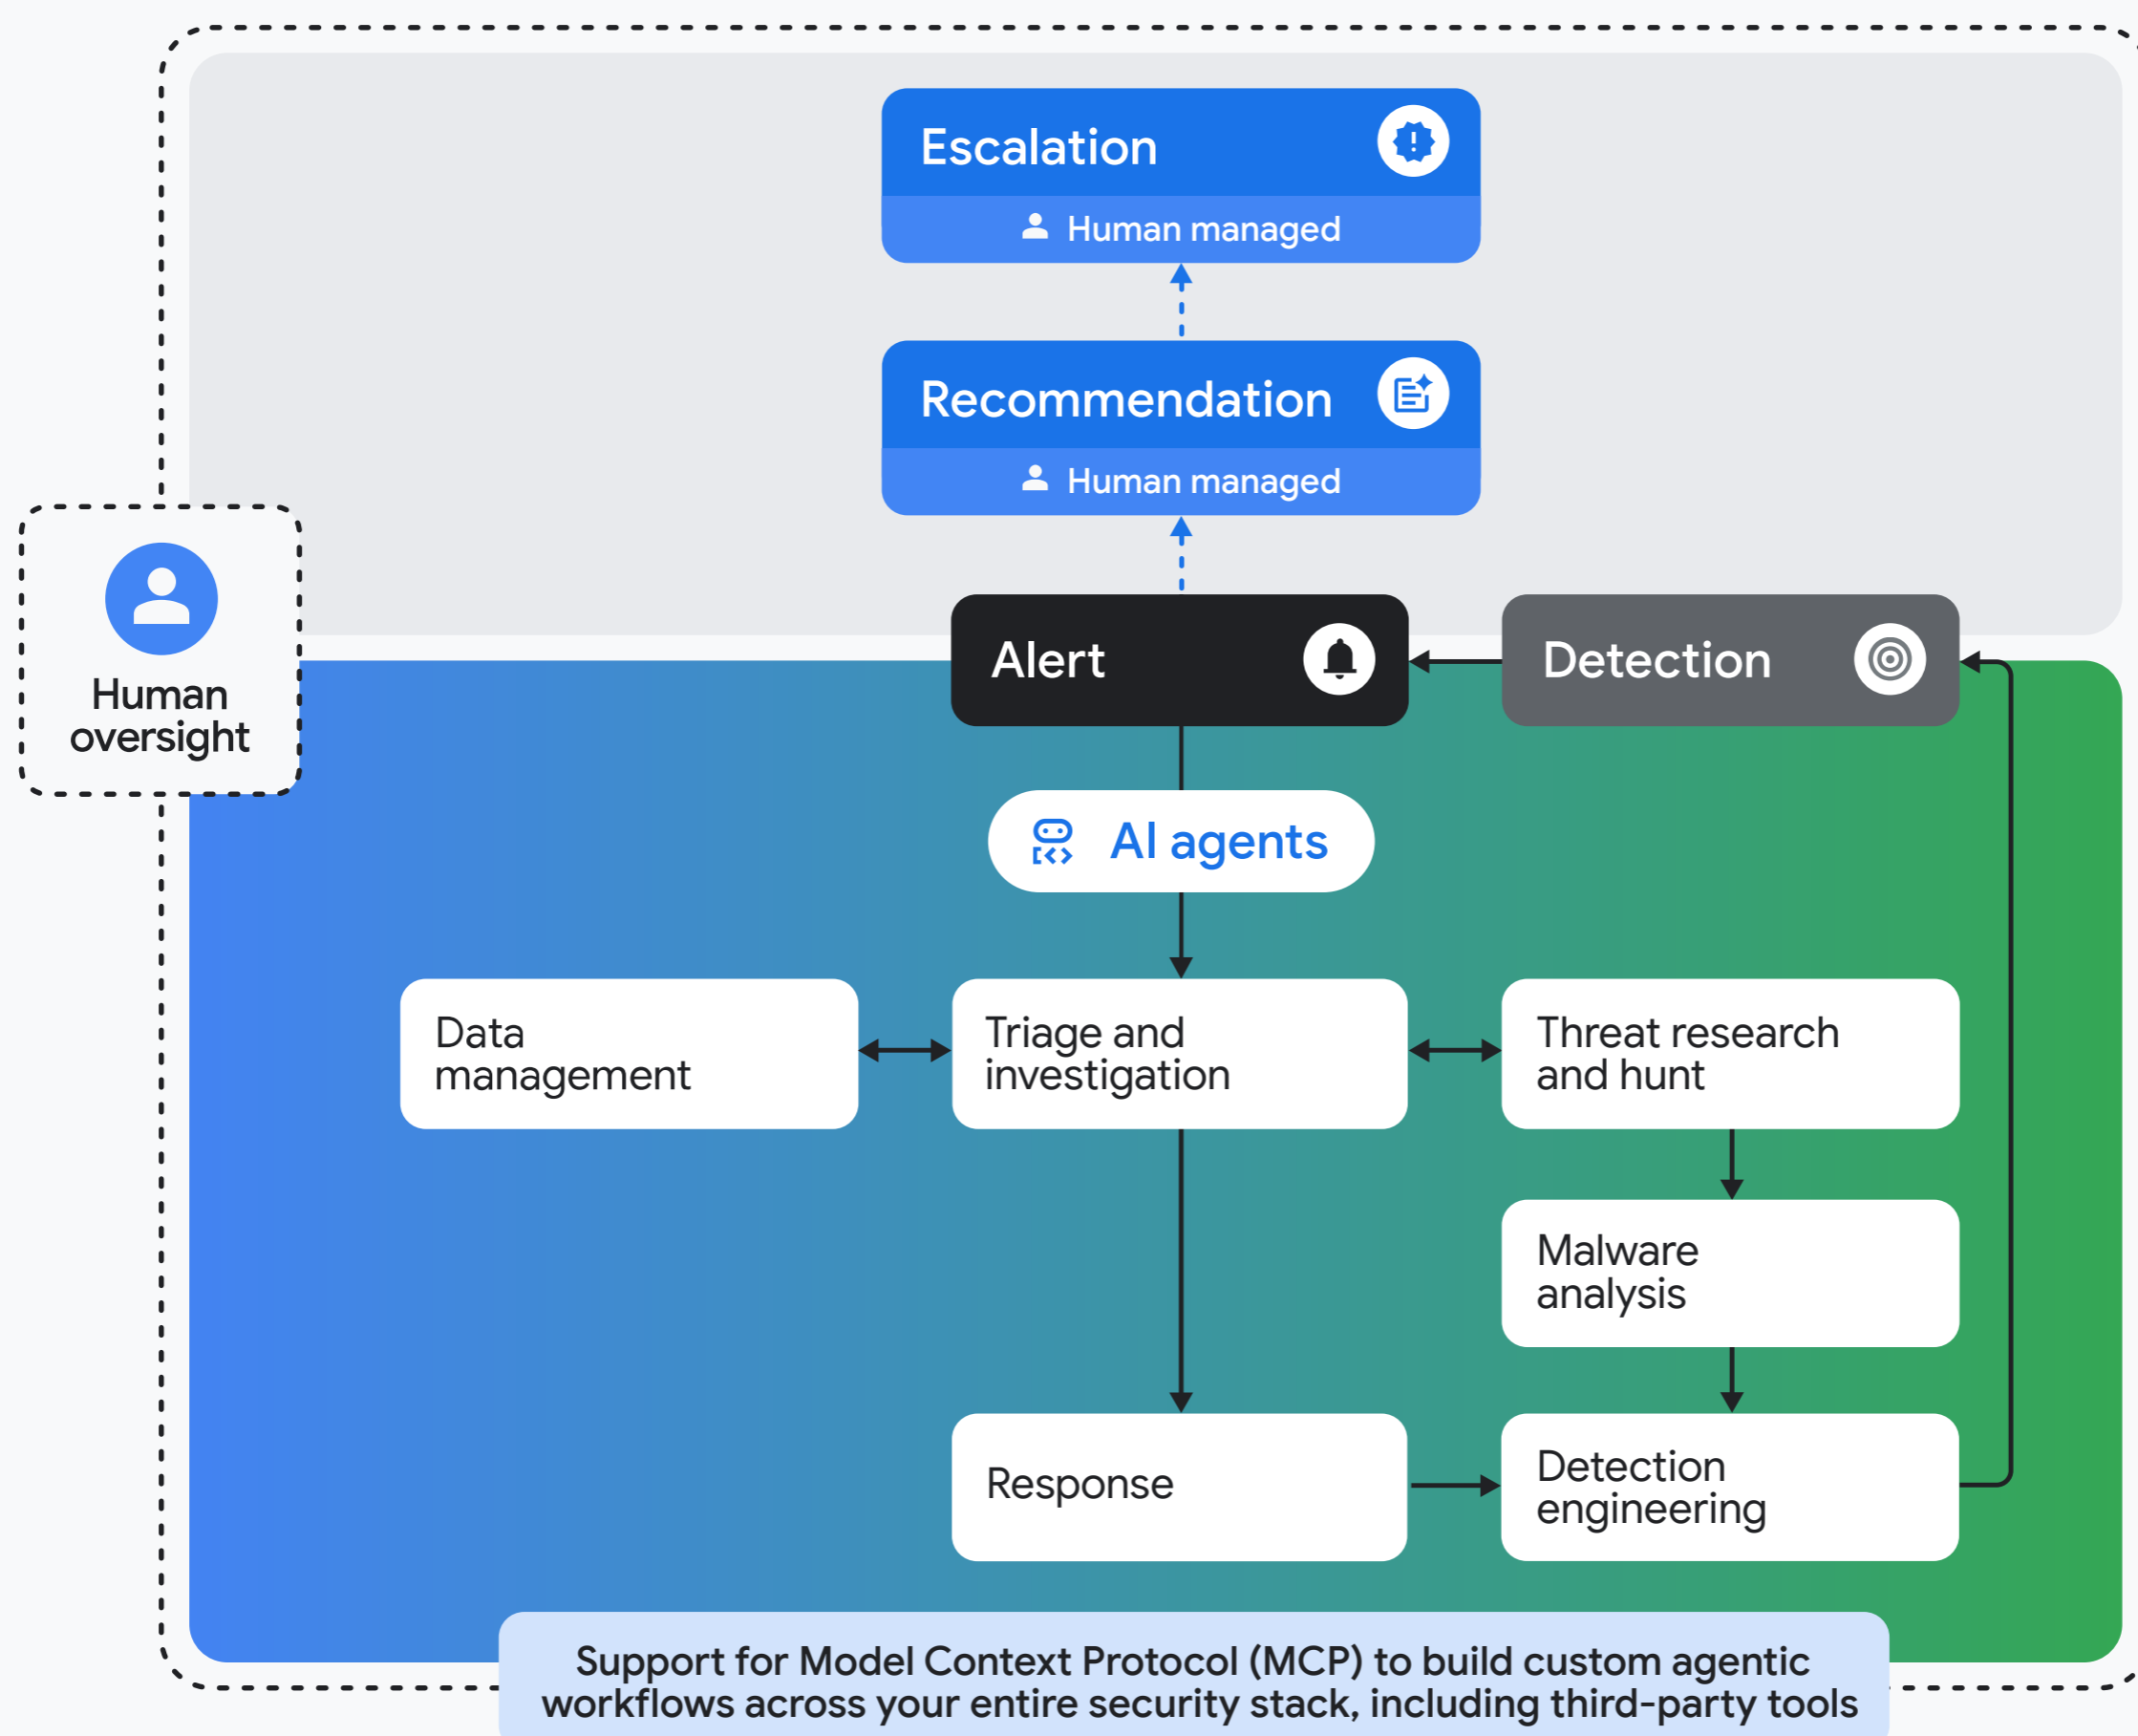 Escalation
Human managed
Recommendation
Human managed
Human
oversight
Alert
Detection
AI agents
Data
management
Triage and
investigation
Threat research
and hunt
Malware
analysis
Response
Detection
engineering
Support for Model Context Protocol (MCP) to build custom agentic
workflows across your entire security stack, including third-party tools